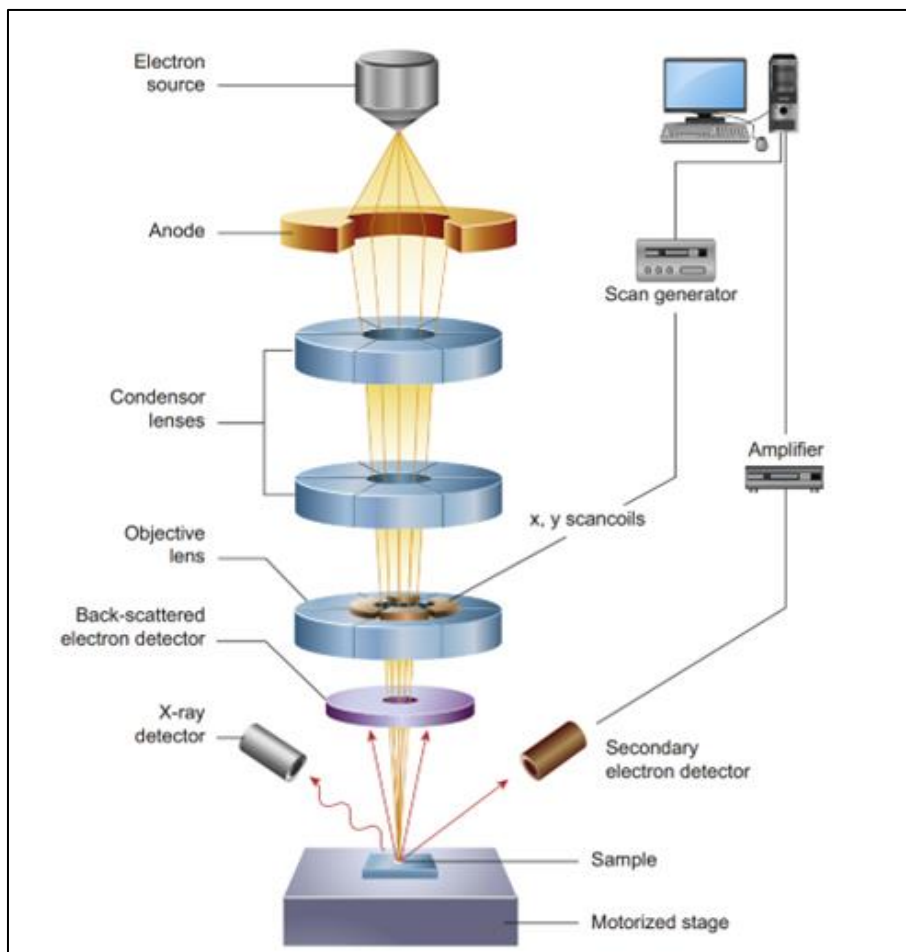 Electron
source
Anode
Scan generator
Condensor
lenses
Amplifier
x, y scancoils
Objective
lens
Back-scattered
electron detector
X-ray
detector
Secondary
electron detector
Sample
Motorized stage